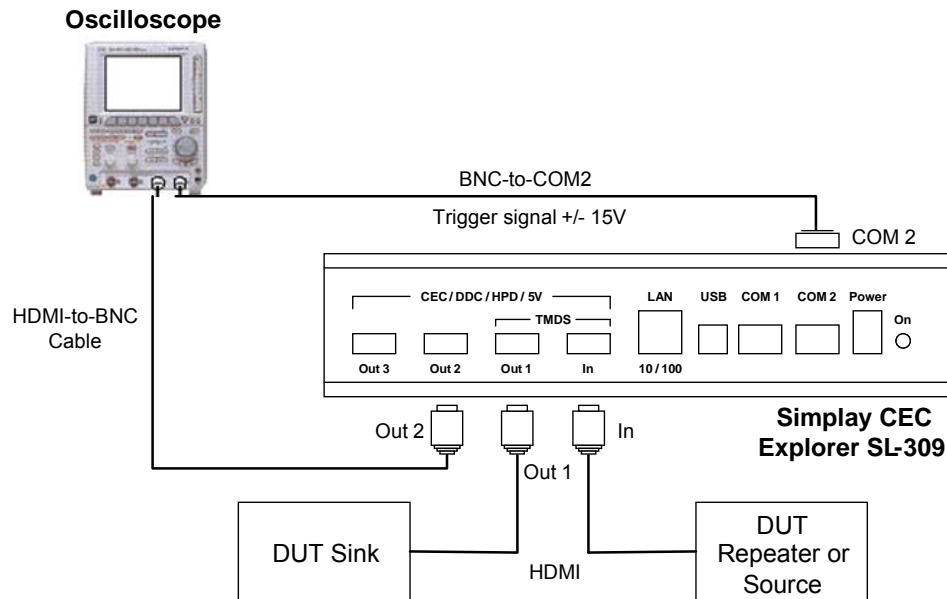 Oscilloscope
BNC-to-COM2
Trigger signal +/- 15V
COM 2
HDMI-to-BNC
Cable
CEC / DDC / HPD / 5V
TMDS
LAN
USB
COM 1
COM 2
Power
On
Out 3
Out 2
Out 1
In
10 / 100
Simplay CEC
Explorer SL-309
Out 2
Out 1
In
DUT Sink
HDMI
DUT
Repeater or
Source